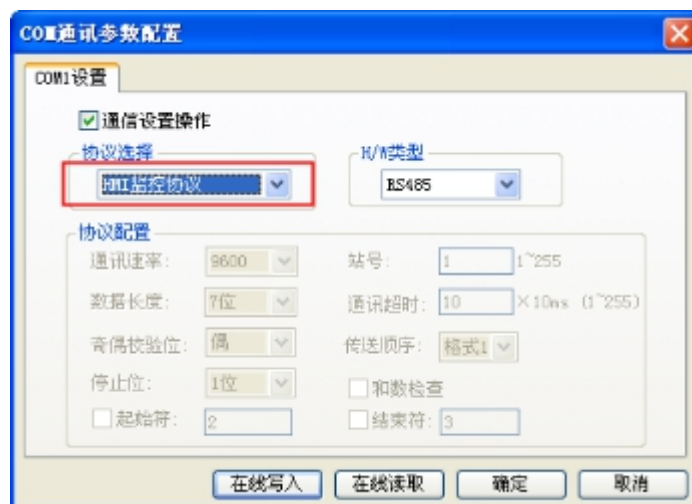 COM通讯参数配置
COM1设置
通信设置操作
协议选择
H/W类型
HMI监控协议
RS485
协议配置
通讯速率: 9600 站号: 1 1~255
数据长度: 7位 通讯超时: 10 ×10ms (1~255)
奇偶校验位: 偶 传送顺序: 格式1
停止位: 1位 和数检查
起始符: 2 结束符: 3
在线写入 在线读取 确定 取消